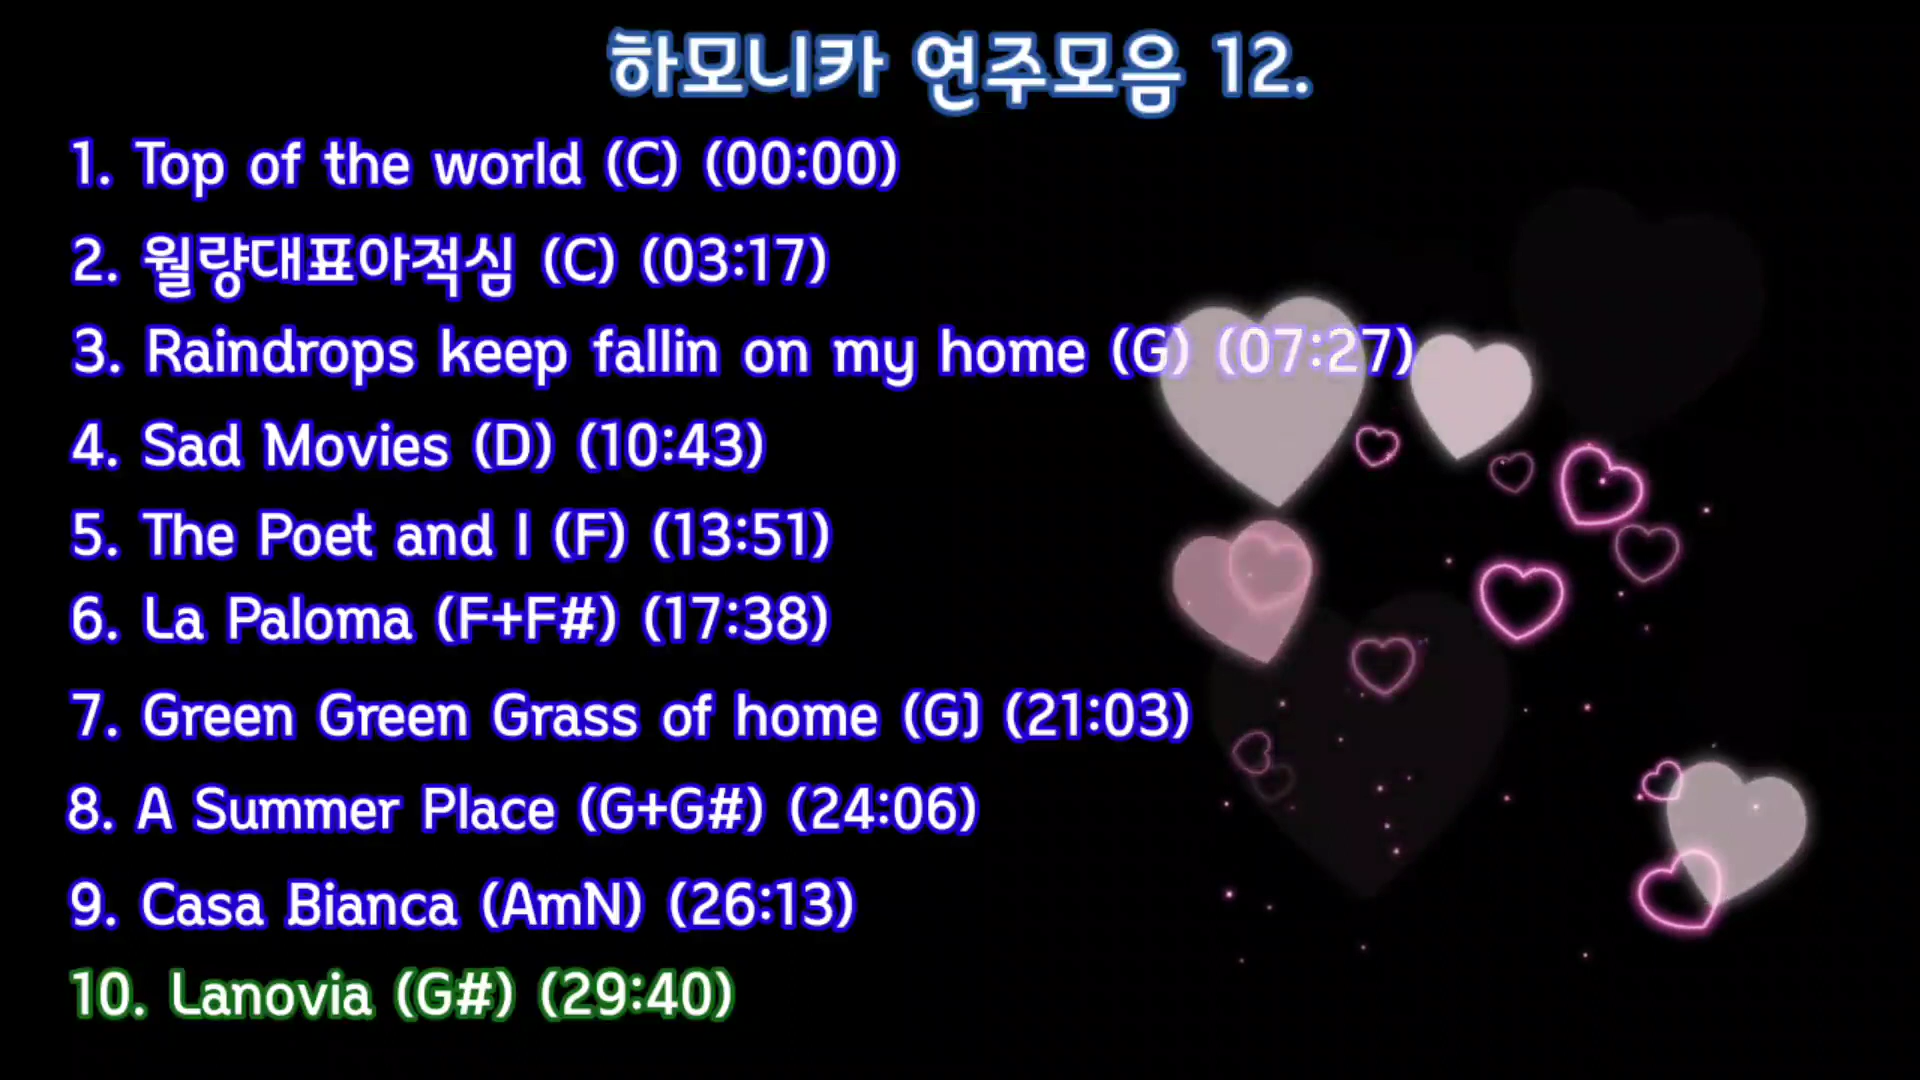 하모니카 연주모음 12.
1. Top of the world (C) (00:00)
2. 월량대표아적심 (C) (03:17)
3. Raindrops keep fallin on my home (G) (07:27)
4. Sad Movies (D) (10:43)
5. The Poet and I (F) (13:51)
6. La Paloma (F+F#) (17:38)
7. Green Green Grass of home (G) (21:03)
8. A Summer Place (G+G#) (24:06)
9. Casa Bianca (AmN) (26:13)
10. Lanovia (G#) (29:40)